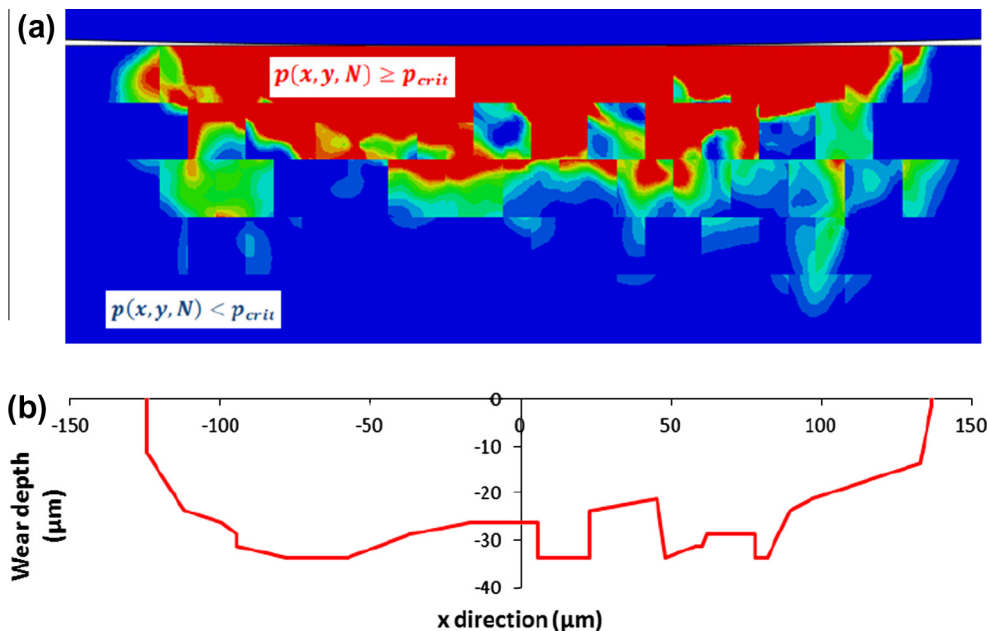 (a)
p(x, y, N) ≥ p_crit
p(x, y, N) < p_crit
(b)
0
-150
-100
-50
0
50
100
150
-10
-20
-30
-40
Wear depth
(µm)
x direction (µm)